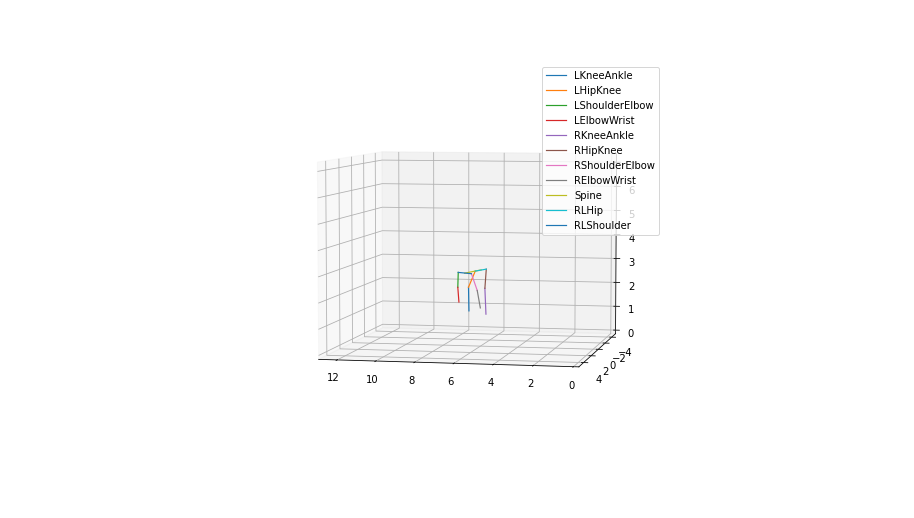 LKneeAnkle
LHipKnee
LShoulderElbow
LElbowWrist
RKneeAnkle
RHipKnee
RShoulderElbow
RElbowWrist
Spine
RLHip
RLShoulder
6
5
4
3
2
1
0
12
10
8
6
4
2
0
4
2
0
−2
−4